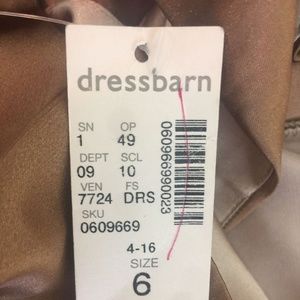 dressbarn
SN OP
1 49
DEPT SCL
09 10
VEN FS
7724 DRS
SKU
0609669
0609669990023
4-16
SIZE
6